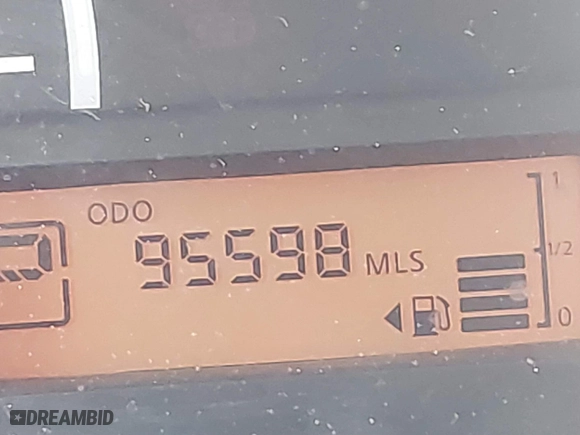 ODO
95598 MLS
1
1/2
0
DREAMBID